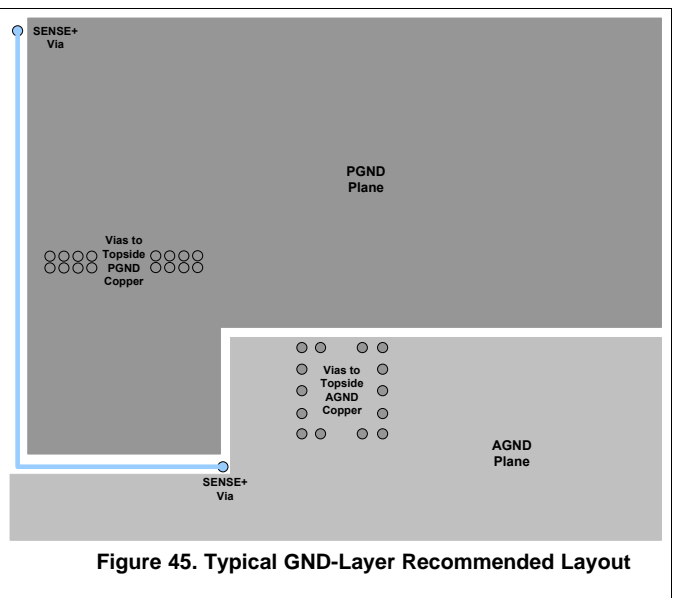 SENSE+
Via
PGND
Plane
Vias to
Topside
PGND
Copper
Vias to
Topside
AGND
Copper
AGND
Plane
SENSE+
Via
Figure 45. Typical GND-Layer Recommended Layout